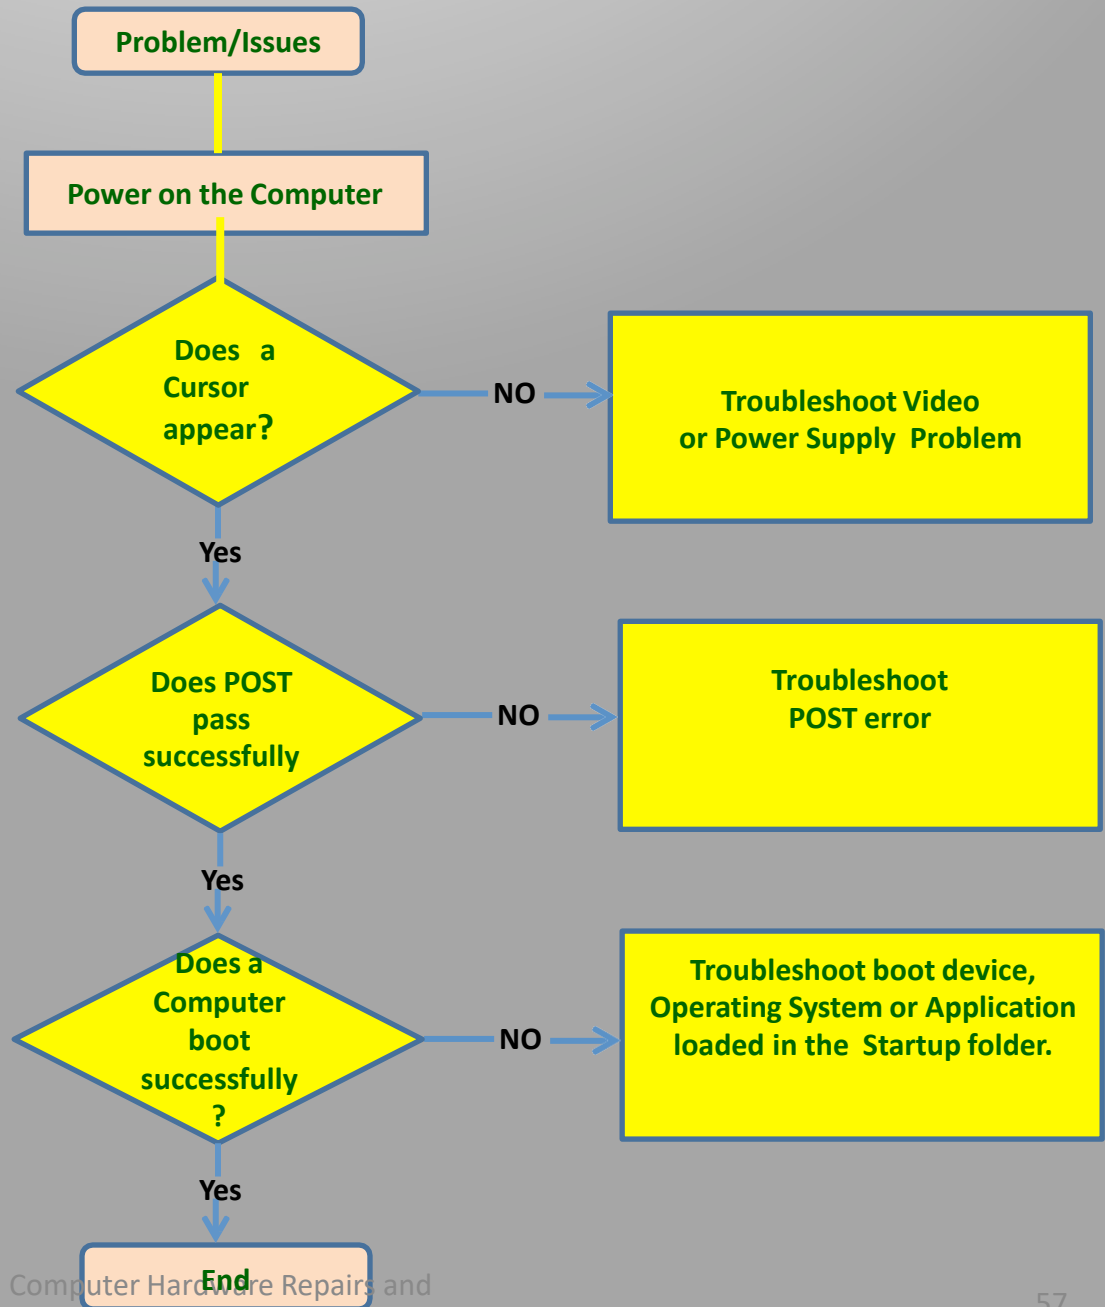 Problem/Issues
Power on the Computer
Does a
Cursor
appear?
NO
Troubleshoot Video
or Power Supply Problem
Yes
Does POST
pass
successfully
NO
Troubleshoot
POST error
Yes
Does a
Computer
boot
successfully
?
NO
Troubleshoot boot device,
Operating System or Application
loaded in the Startup folder.
Yes
End
Computer Hardware Repairs and
57